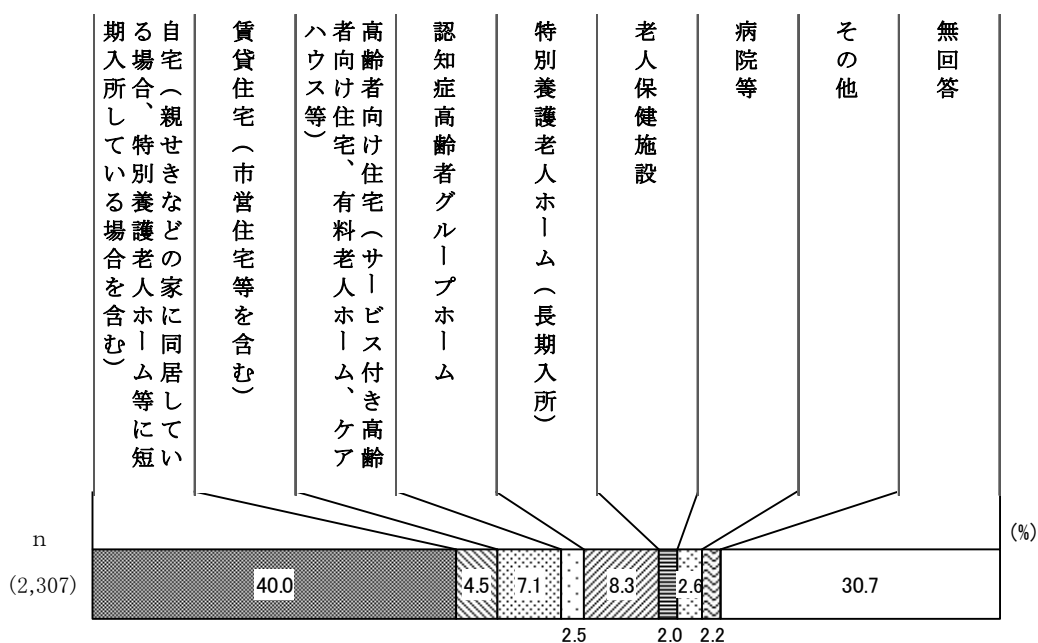 自宅（親せきなどの家に同居してい
る場合、特別養護老人ホーム等に短
期入所している場合を含む）
賃貸住宅（市営住宅等を含む）
高齢者向け住宅（サービス付き高齢
者向け住宅、有料老人ホーム、ケア
ハウス等）
認知症高齢者グループホーム
特別養護老人ホーム（長期入所）
老人保健施設
病院等
その他
無回答
(%)
n
(2,307)
40.0
4.5
7.1
2.5
8.3
2.0
2.6
2.2
30.7